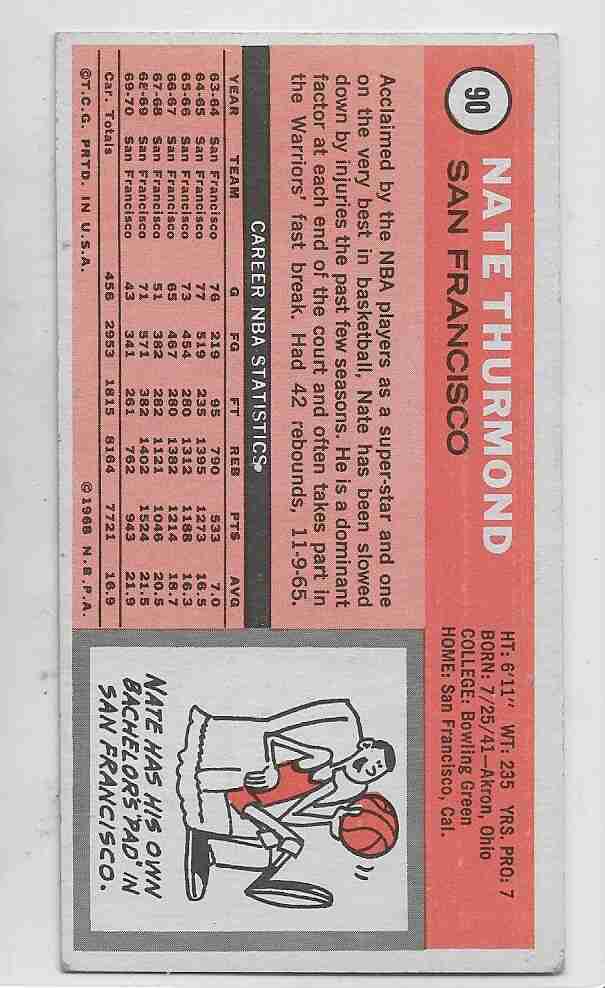 90
NATE THURMOND
SAN FRANCISCO
HT: 6'11" WT: 235 YRS. PRO: 7
BORN: 7/25/41—Akron, Ohio
COLLEGE: Bowling Green
HOME: San Francisco, Cal.
Acclaimed by the NBA players as a super-star and one
on the very best in basketball, Nate has been slowed
down by injuries the past few seasons. He is a dominant
factor at each end of the court and often takes part in
the Warriors' fast break. Had 42 rebounds, 11-9-65.
CAREER NBA STATISTICS
YEAR TEAM G FG FT REB PTS AVG
63-64 San Francisco 76 219 95 790 533 7.0
64-65 San Francisco 77 519 235 1395 1273 16.5
65-66 San Francisco 73 454 280 1312 1188 16.3
66-67 San Francisco 65 467 280 1382 1214 18.7
67-68 San Francisco 51 382 282 1121 1046 20.5
68-69 San Francisco 71 571 382 1402 1524 21.5
69-70 San Francisco 43 341 261 762 943 21.9
Car. Totals 456 2953 1815 8164 7721 16.9
©T.C.G. PRTD. IN U.S.A. ©1968 N.B.P.A.
NATE HAS HIS OWN
BACHELOR'S 'PAD' IN
SAN FRANCISCO.